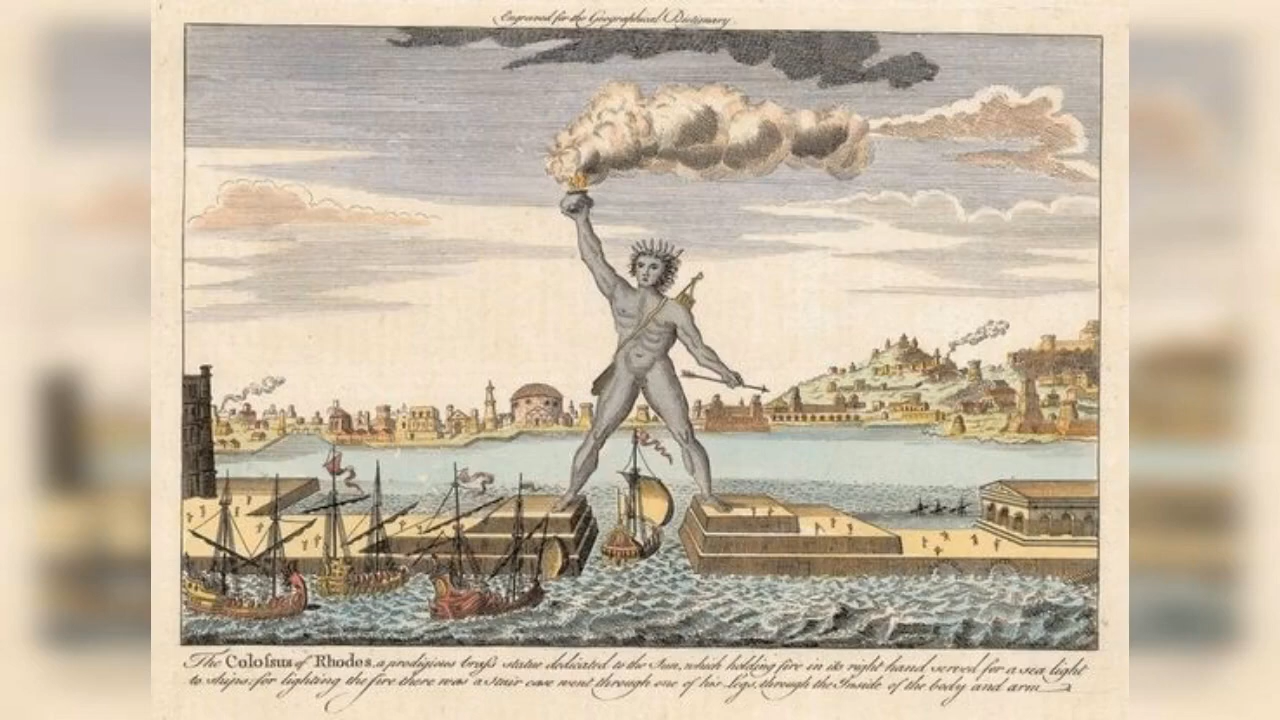 Engraved for the Geographical Dictionary.
The Coloſsus of Rhodes, a prodigious braſs statue dedicated to the Sun, which holding fire in its right hand served for a sea light
to ships: for lighting the fire there was a stair case went through one of his Legs, through the Inside of the body and arm